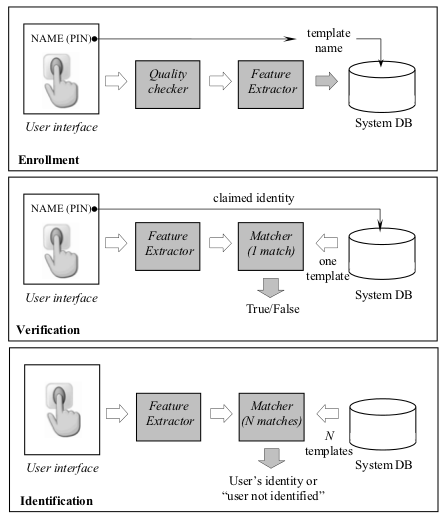 NAME (PIN)
template
name
Quality
checker
Feature
Extractor
System DB
User interface
Enrollment
claimed identity
NAME (PIN)
Feature
Extractor
Matcher
(1 match)
one
template
System DB
User interface
True/False
Verification
Feature
Extractor
Matcher
(N matches)
N
templates
System DB
User interface
User's identity or
“user not identified”
Identification